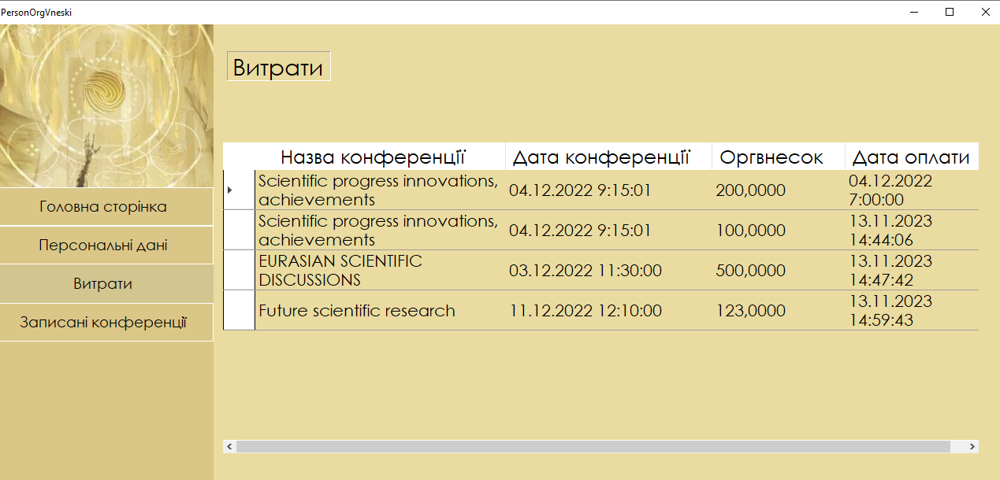 PersonOrgVneski
Витрати
Головна сторінка
Персональні дані
Витрати
Записані конференції
Назва конференції Дата конференції Оргвнесок Дата оплати
Scientific progress innovations, achievements 04.12.2022 9:15:01 200,0000 04.12.2022 7:00:00
Scientific progress innovations, achievements 04.12.2022 9:15:01 100,0000 13.11.2023 14:44:06
EURASIAN SCIENTIFIC DISCUSSIONS 03.12.2022 11:30:00 500,0000 13.11.2023 14:47:42
Future scientific research 11.12.2022 12:10:00 123,0000 13.11.2023 14:59:43